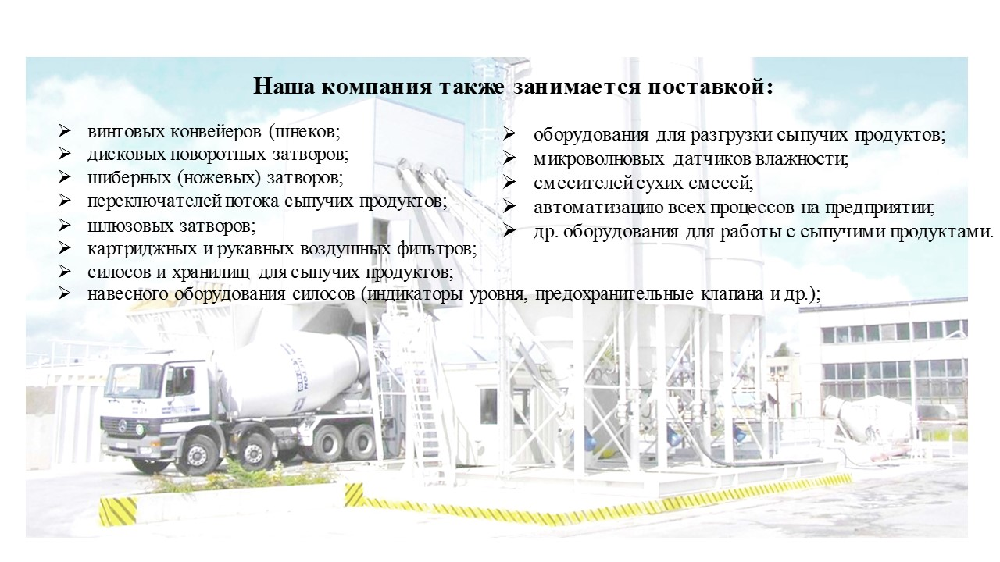 Наша компания также занимается поставкой:
винтовых конвейеров (шнеков;
дисковых поворотных затворов;
шиберных (ножевых) затворов;
переключателей потока сыпучих продуктов;
шлюзовых затворов;
картриджных и рукавных воздушных фильтров;
силосов и хранилищ для сыпучих продуктов;
навесного оборудования силосов (индикаторы уровня, предохранительные клапана и др.);
оборудования для разгрузки сыпучих продуктов;
микроволновых датчиков влажности;
смесителей сухих смесей;
автоматизацию всех процессов на предприятии;
др. оборудования для работы с сыпучими продуктами.